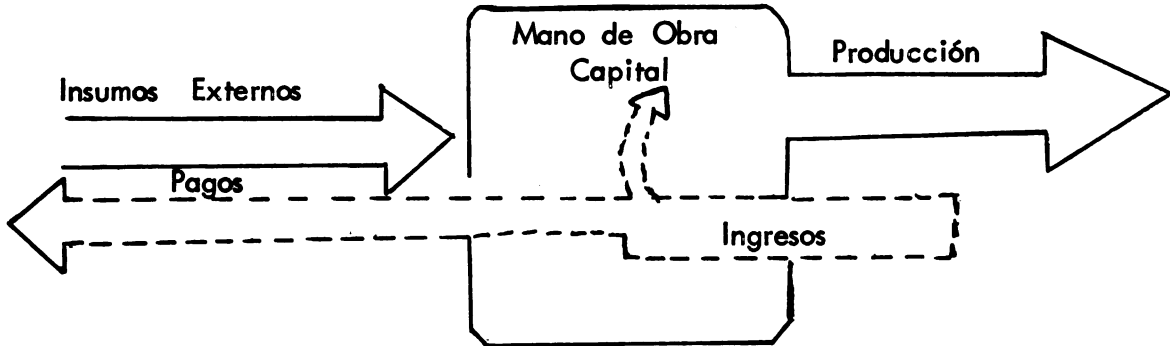 Mano de Obra
Capital
Producción
Insumos Externos
Pagos
Ingresos